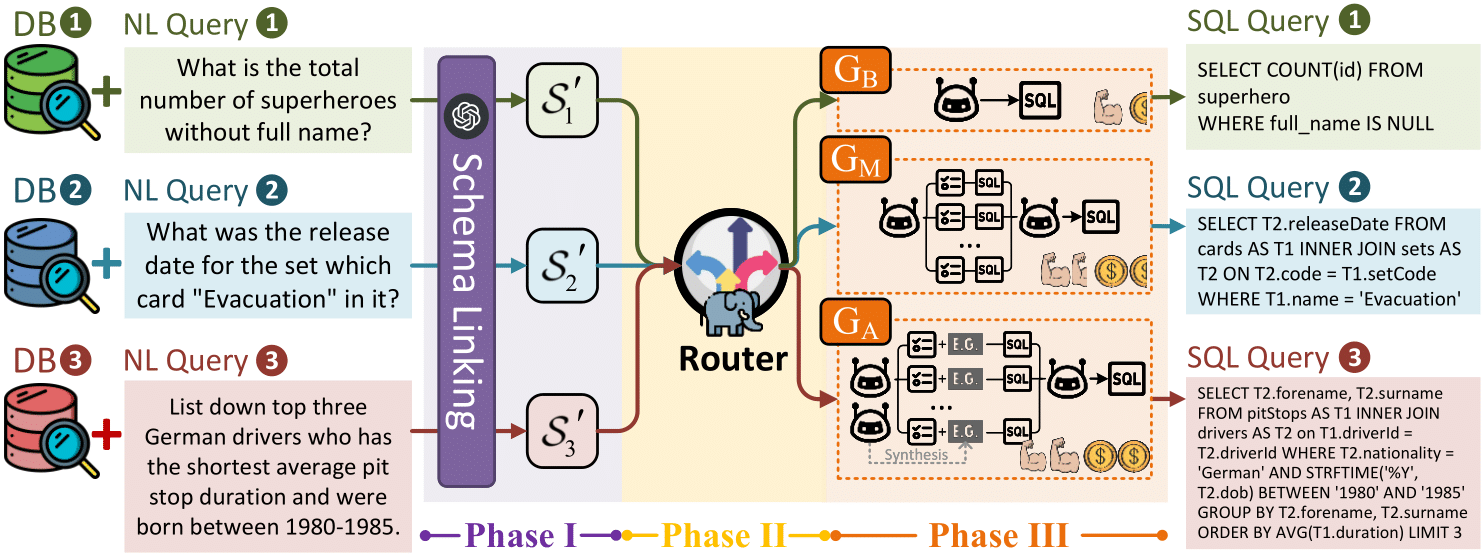 DB 1
NL Query 1
What is the total
number of superheroes
without full name?
DB 2
NL Query 2
What was the release
date for the set which
card "Evacuation" in it?
DB 3
NL Query 3
List down top three
German drivers who has
the shortest average pit
stop duration and were
born between 1980-1985.
Schema Linking
S₁′
S₂′
S₃′
Router
G_B
SQL
G_M
SQL
SQL
...
SQL
SQL
G_A
+ E.G. SQL
+ E.G. SQL
...
+ E.G. SQL
SQL
Synthesis
Phase I
Phase II
Phase III
SQL Query 1
SELECT COUNT(id) FROM
superhero
WHERE full_name IS NULL
SQL Query 2
SELECT T2.releaseDate FROM
cards AS T1 INNER JOIN sets AS
T2 ON T2.code = T1.setCode
WHERE T1.name = 'Evacuation'
SQL Query 3
SELECT T2.forename, T2.surname
FROM pitStops AS T1 INNER JOIN
drivers AS T2 on T1.driverId =
T2.driverId WHERE T2.nationality =
'German' AND STRFTIME('%Y',
T2.dob) BETWEEN '1980' AND '1985'
GROUP BY T2.forename, T2.surname
ORDER BY AVG(T1.duration) LIMIT 3